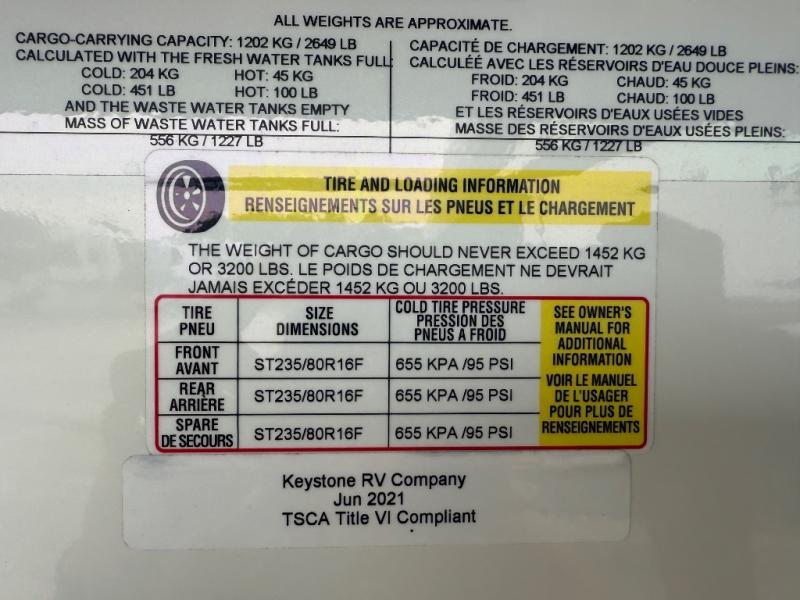 ALL WEIGHTS ARE APPROXIMATE.
CARGO-CARRYING CAPACITY: 1202 KG / 2649 LB
CALCULATED WITH THE FRESH WATER TANKS FULL
COLD: 204 KG HOT: 45 KG
COLD: 451 LB HOT: 100 LB
AND THE WASTE WATER TANKS EMPTY
MASS OF WASTE WATER TANKS FULL:
556 KG / 1227 LB
CAPACITÉ DE CHARGEMENT: 1202 KG / 2649 LB
CALCULÉE AVEC LES RÉSERVOIRS D'EAU DOUCE PLEINS:
FROID: 204 KG CHAUD: 45 KG
FROID: 451 LB CHAUD: 100 LB
ET LES RÉSERVOIRS D'EAUX USÉES VIDES
MASSE DES RÉSERVOIRS D'EAUX USÉES PLEINS:
556 KG / 1227 LB
TIRE AND LOADING INFORMATION
RENSEIGNEMENTS SUR LES PNEUS ET LE CHARGEMENT
THE WEIGHT OF CARGO SHOULD NEVER EXCEED 1452 KG
OR 3200 LBS. LE POIDS DE CHARGEMENT NE DEVRAIT
JAMAIS EXCÉDER 1452 KG OU 3200 LBS.
TIRE
PNEU
SIZE
DIMENSIONS
COLD TIRE PRESSURE
PRESSION DES
PNEUS A FROID
FRONT
AVANT
ST235/80R16F
655 KPA /95 PSI
REAR
ARRIÈRE
ST235/80R16F
655 KPA /95 PSI
SPARE
DE SECOURS
ST235/80R16F
655 KPA /95 PSI
SEE OWNER'S
MANUAL FOR
ADDITIONAL
INFORMATION
VOIR LE MANUEL
DE L'USAGER
POUR PLUS DE
RENSEIGNEMENTS
Keystone RV Company
Jun 2021
TSCA Title VI Compliant